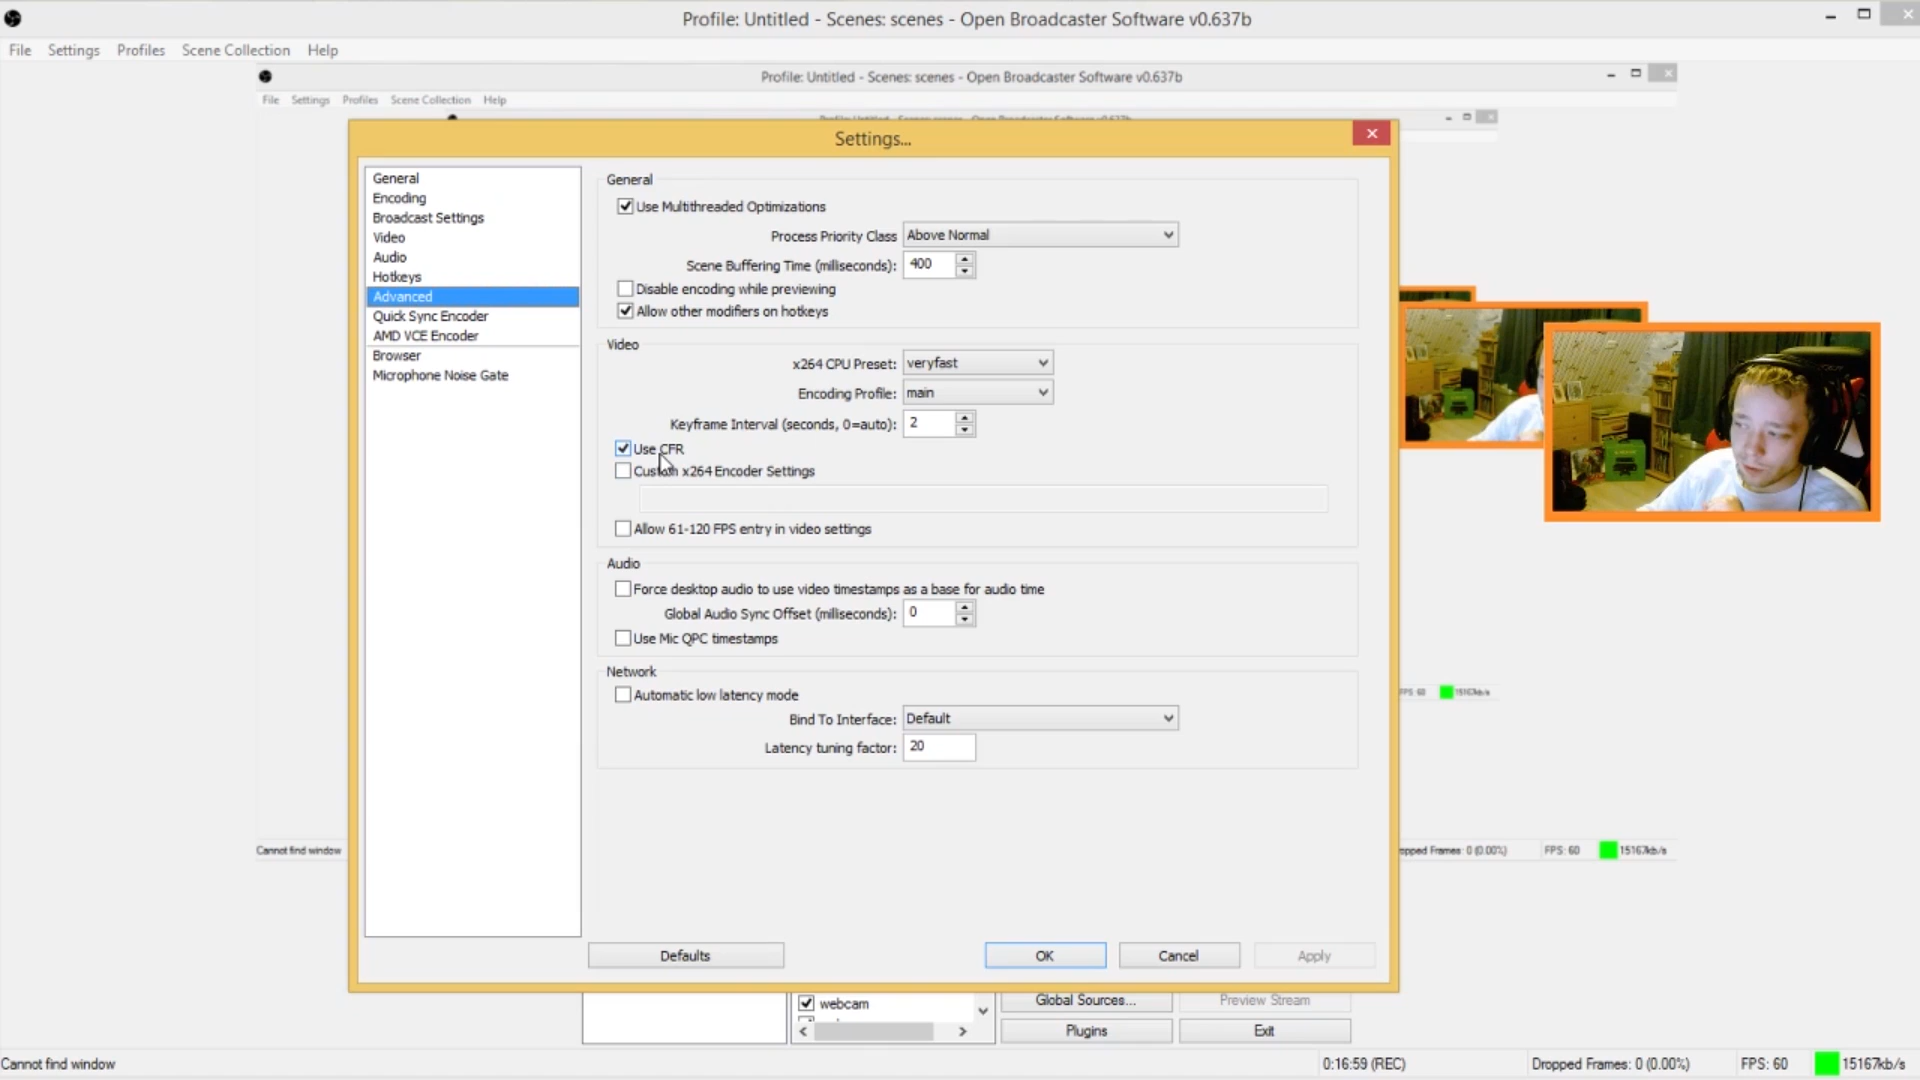 Profile: Untitled - Scenes: scenes - Open Broadcaster Software v0.637b
File Settings Profiles Scene Collection Help
Profile: Untitled - Scenes: scenes - Open Broadcaster Software v0.637b
File Settings Profiles Scene Collection Help
Settings...
General
Encoding
Broadcast Settings
Video
Audio
Hotkeys
Advanced
Quick Sync Encoder
AMD VCE Encoder
Browser
Microphone Noise Gate
General
Use Multithreaded Optimizations
Process Priority Class Above Normal
Scene Buffering Time (milliseconds): 400
Disable encoding while previewing
Allow other modifiers on hotkeys
Video
x264 CPU Preset: veryfast
Encoding Profile: main
Keyframe Interval (seconds, 0=auto): 2
Use CFR
Custom x264 Encoder Settings
Allow 61-120 FPS entry in video settings
Audio
Force desktop audio to use video timestamps as a base for audio time
Global Audio Sync Offset (milliseconds): 0
Use Mic QPC timestamps
Network
Automatic low latency mode
Bind To Interface: Default
Latency tuning factor: 20
FPS: 60 15167kb/s
Cannot find window
opped Frames: 0 (0.00%) FPS: 60 15167kb/s
Defaults OK Cancel Apply
webcam
Global Sources... Preview Stream
Plugins Exit
Cannot find window 0:16:59 (REC) Dropped Frames: 0 (0.00%) FPS: 60 15167kb/s